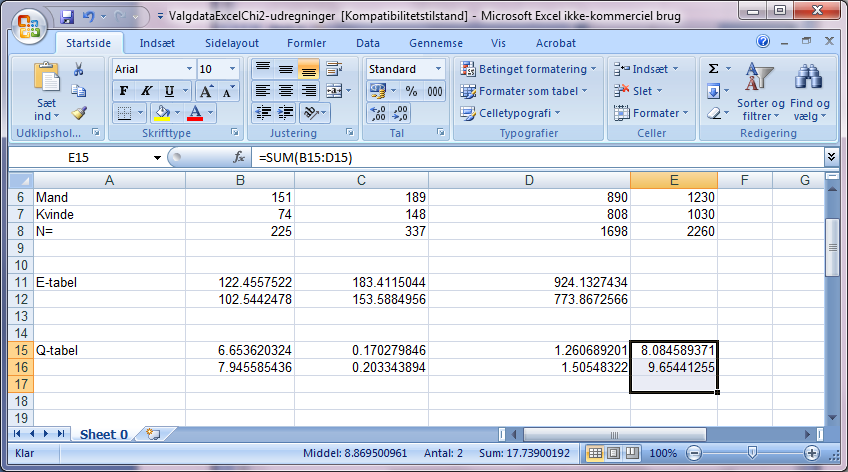 ValgdataExcelChi2-udregninger [Kompatibilitetstilstand] - Microsoft Excel ikke-kommerciel brug
Startside Indsæt Sidelayout Formler Data Gennemse Vis Acrobat
Arial 10 Standard Betinget formatering Indsæt Σ
F K U A A % 000 Formater som tabel Slet
Sæt ind Celletypografi Formater Sorter og filtrer Find og vælg
Udklipshol... Skrifttype Justering Tal Typografier Celler Redigering
E15 fx =SUM(B15:D15)
A B C D E F G
6 Mand 151 189 890 1230
7 Kvinde 74 148 808 1030
8 N= 225 337 1698 2260
9
10
11 E-tabel 122.4557522 183.4115044 924.1327434
12 102.5442478 153.5884956 773.8672566
13
14
15 Q-tabel 6.653620324 0.170279846 1.260689201 8.084589371
16 7.945585436 0.203343894 1.50548322 9.65441255
17
18
19
Sheet 0
Klar Middel: 8.869500961 Antal: 2 Sum: 17.73900192 100%